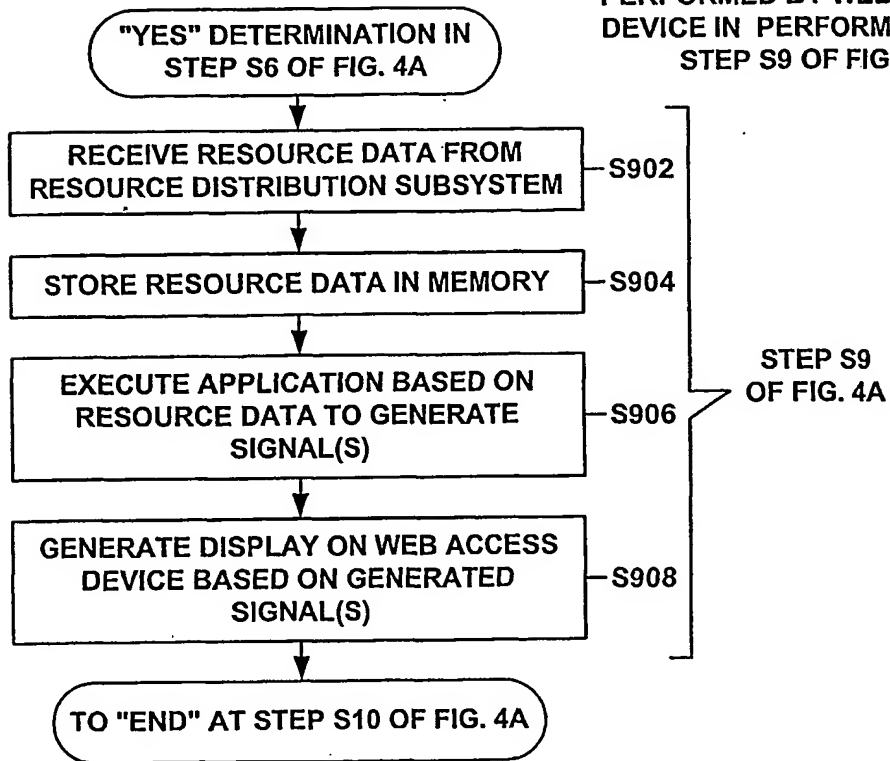 "YES" DETERMINATION IN
STEP S6 OF FIG. 4A
DEVICE IN PERFORM
STEP S9 OF FIG
RECEIVE RESOURCE DATA FROM
RESOURCE DISTRIBUTION SUBSYSTEM
S902
STORE RESOURCE DATA IN MEMORY
S904
EXECUTE APPLICATION BASED ON
RESOURCE DATA TO GENERATE
SIGNAL(S)
S906
STEP S9
OF FIG. 4A
GENERATE DISPLAY ON WEB ACCESS
DEVICE BASED ON GENERATED
SIGNAL(S)
S908
TO "END" AT STEP S10 OF FIG. 4A